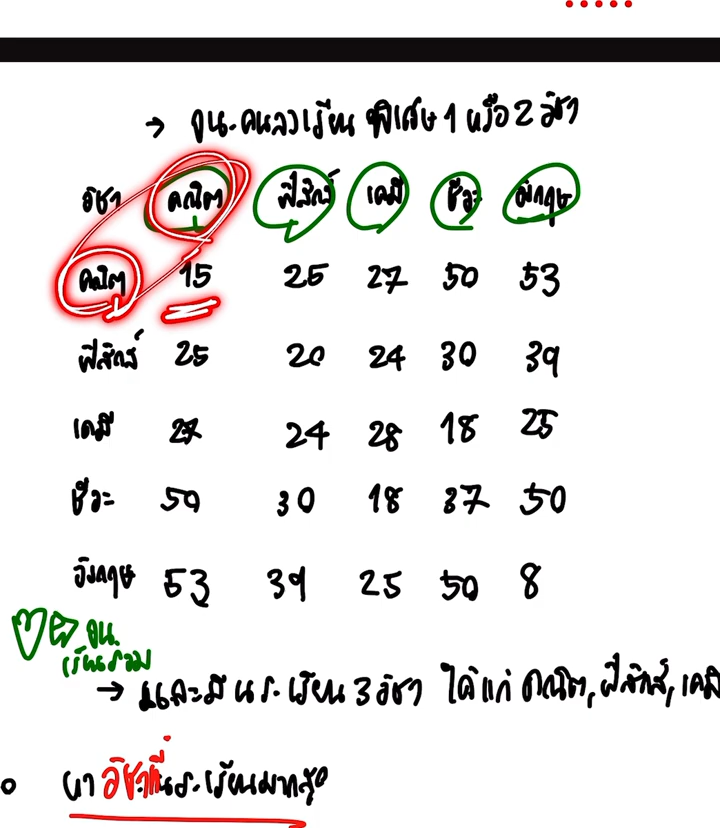 → จน.คนลงเรียนพิเศษ 1 หรือ 2 วิชา
วิชา คณิต ฟิสิกส์ เคมี ชีวะ อังกฤษ
คณิต 15 25 27 50 53
ฟิสิกส์ 25 20 24 30 39
เคมี 27 24 28 18 25
ชีวะ 50 30 18 37 50
อังกฤษ 53 39 25 50 8
จน.
เรียนรวม
→ และมี นร.เรียน 3 วิชา ได้แก่ คณิต, ฟิสิกส์, เคมี
หา วิชาที่นร.เรียนมากสุด